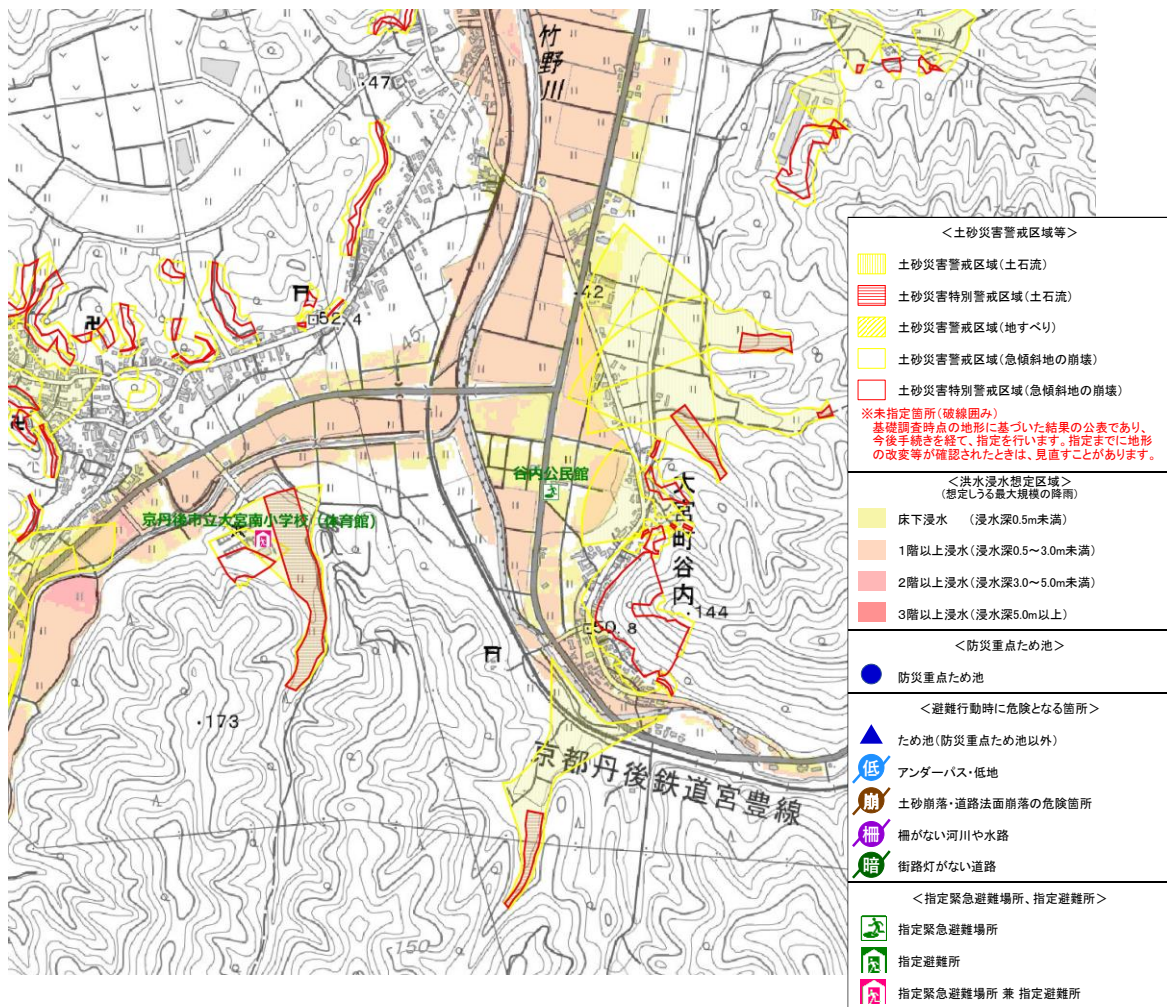 竹野川
47
52.4
45
42
谷内公民館
京丹後市立大宮南小学校(体育館)
大宮町谷内
144
50.8
173
京都丹後鉄道宮豊線
150
150
<土砂災害警戒区域等>
土砂災害警戒区域(土石流)
土砂災害特別警戒区域(土石流)
土砂災害警戒区域(地すべり)
土砂災害警戒区域(急傾斜地の崩壊)
土砂災害特別警戒区域(急傾斜地の崩壊)
※未指定箇所(破線囲み)
基礎調査時点の地形に基づいた結果の公表であり、
今後手続きを経て、指定を行います。指定までに地形
の改変等が確認されたときは、見直すことがあります。
<洪水浸水想定区域>
(想定しうる最大規模の降雨)
床下浸水 (浸水深0.5m未満)
1階以上浸水(浸水深0.5~3.0m未満)
2階以上浸水(浸水深3.0~5.0m未満)
3階以上浸水(浸水深5.0m以上)
<防災重点ため池>
防災重点ため池
<避難行動時に危険となる箇所>
ため池(防災重点ため池以外)
低 アンダーパス・低地
崩 土砂崩落・道路法面崩落の危険箇所
柵 柵がない河川や水路
暗 街路灯がない道路
<指定緊急避難場所、指定避難所>
指定緊急避難場所
指定避難所
指定緊急避難場所 兼 指定避難所